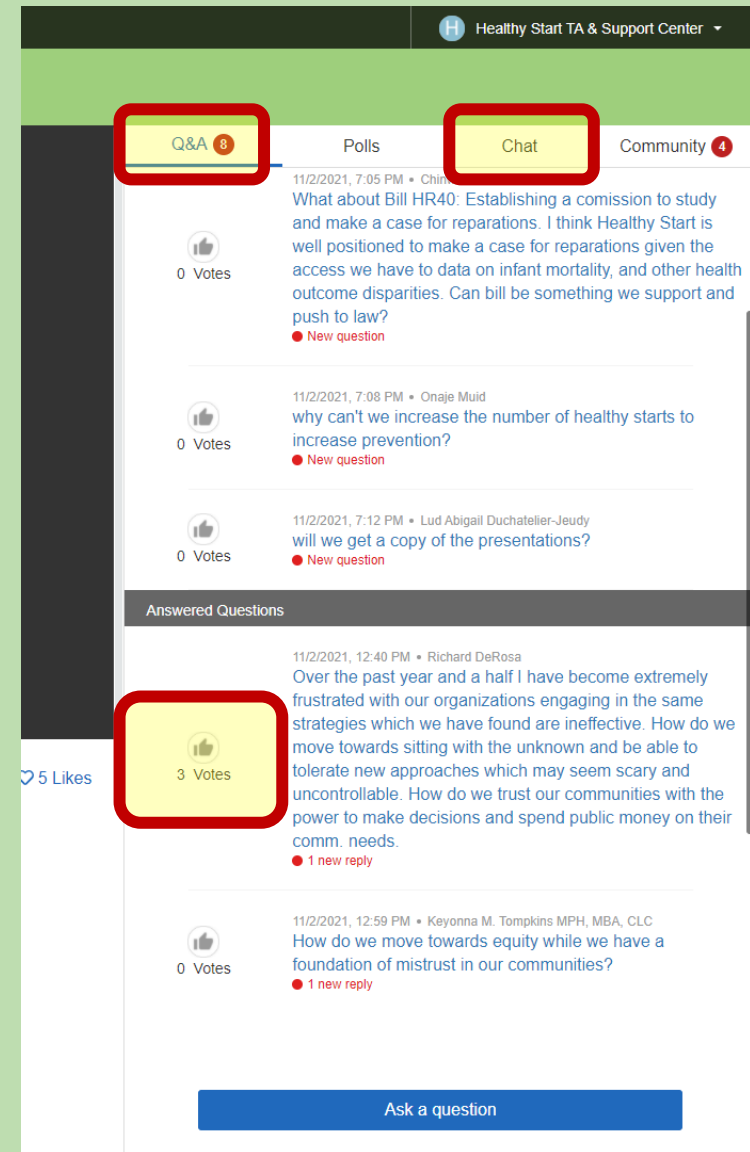 H Healthy Start TA & Support Center
Q&A 8 Polls Chat Community 4
11/2/2021, 7:05 PM •
What about Bill HR40: Establishing a comission to study
and make a case for reparations. I think Healthy Start is
well positioned to make a case for reparations given the
access we have to data on infant mortality, and other health
outcome disparities. Can bill be something we support and
push to law?
New question
0 Votes
11/2/2021, 7:08 PM • Onaje Muid
why can't we increase the number of healthy starts to
increase prevention?
New question
0 Votes
11/2/2021, 7:12 PM • Lud Abigail Duchatelier-Jeudy
will we get a copy of the presentations?
New question
0 Votes
Answered Questions
11/2/2021, 12:40 PM • Richard DeRosa
Over the past year and a half I have become extremely
frustrated with our organizations engaging in the same
strategies which we have found are ineffective. How do we
move towards sitting with the unknown and be able to
tolerate new approaches which may seem scary and
uncontrollable. How do we trust our communities with the
power to make decisions and spend public money on their
comm. needs.
1 new reply
3 Votes
5 Likes
11/2/2021, 12:59 PM • Keyonna M. Tompkins MPH, MBA, CLC
How do we move towards equity while we have a
foundation of mistrust in our communities?
1 new reply
0 Votes
Ask a question